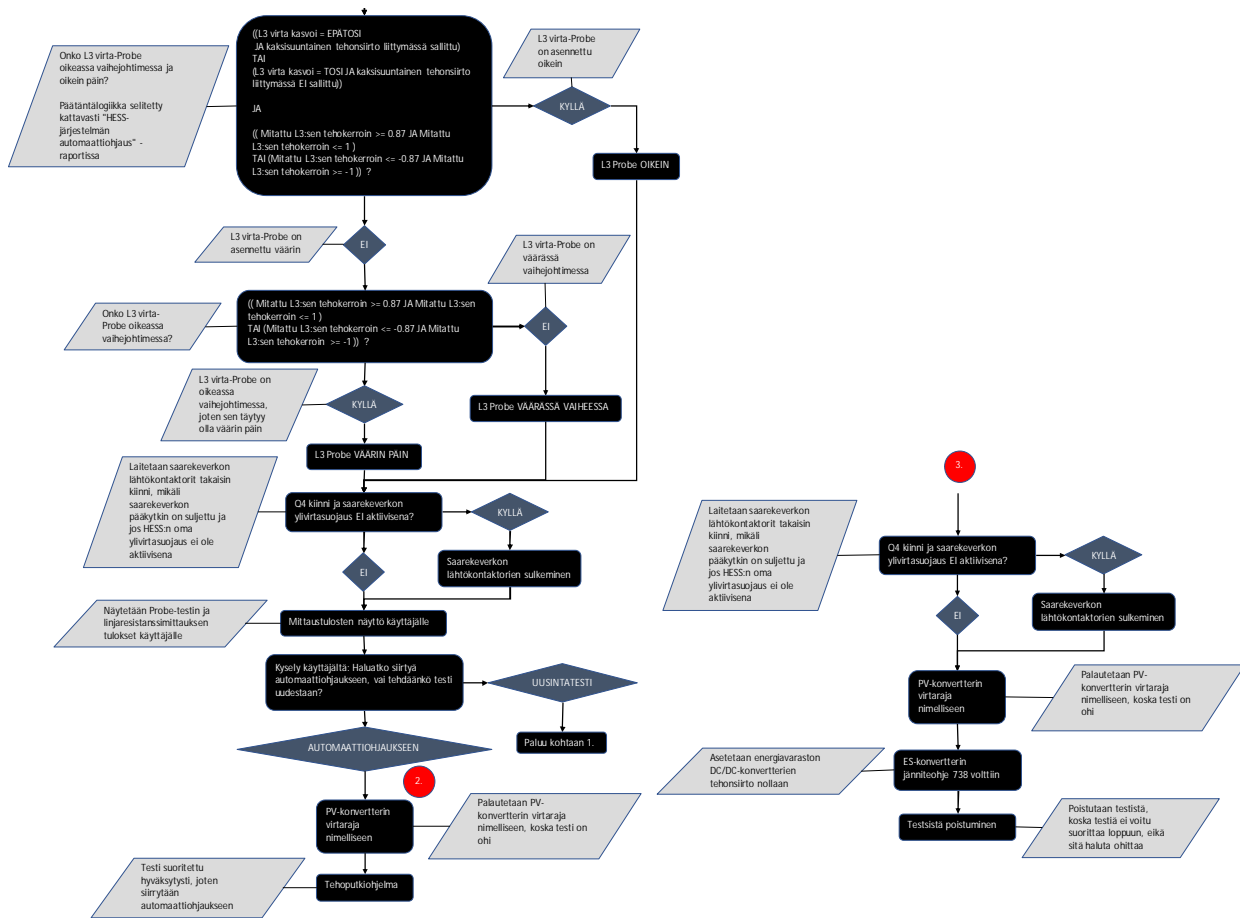 Onko L3 virta-Probe
oikeassa vaihejohtimessa ja
oikein päin?
Päätäntälogiikka selitetty
kattavasti "HESS-
järjestelmän
automaattiohjaus" -
raportissa
((L3 virta kasvoi = EPÄTOSI
JA kaksisuuntainen tehonsiirto liittymässä sallittu)
TAI
(L3 virta kasvoi = TOSI JA kaksisuuntainen tehonsiirto
liittymässä EI sallittu))
JA
(( Mitattu L3:sen tehokerroin >= 0.87 JA Mitattu
L3:sen tehokerroin <= 1 )
TAI (Mitattu L3:sen tehokerroin <= -0.87 JA Mitattu
L3:sen tehokerroin >= -1 )) ?
L3 virta-Probe
on asennettu
oikein
KYLLÄ
L3 Probe OIKEIN
L3 virta-Probe on
asennettu väärin
EI
L3 virta-Probe on
väärässä
vaihejohtimessa
Onko L3 virta-
Probe oikeassa
vaihejohtimessa?
(( Mitattu L3:sen tehokerroin >= 0.87 JA Mitattu L3:sen
tehokerroin <= 1 )
TAI (Mitattu L3:sen tehokerroin <= -0.87 JA Mitattu
L3:sen tehokerroin >= -1 )) ?
EI
L3 virta-Probe on
oikeassa
vaihejohtimessa,
joten sen täytyy
olla väärin päin
KYLLÄ
L3 Probe VÄÄRÄSSÄ VAIHEESSA
L3 Probe VÄÄRIN PÄIN
Laitetaan saarekeverkon
lähtökontaktorit takaisin
kiinni, mikäli
saarekeverkon
pääkytkin on suljettu ja
jos HESS:n oma
ylivirtasuojaus ei ole
aktiivisena
Q4 kiinni ja saarekeverkon
ylivirtasuojaus EI aktiivisena?
KYLLÄ
EI
Saarekeverkon
lähtökontaktorien sulkeminen
Näytetään Probe-testin ja
linjaresistanssimittauksen
tulokset käyttäjälle
Mittaustulosten näyttö käyttäjälle
Kysely käyttäjältä: Haluatko siirtyä
automaattiohjaukseen, vai tehdäänkö testi
uudestaan?
UUSINTATESTI
Paluu kohtaan 1.
AUTOMAATTIOHJAUKSEEN
2.
PV-konvertterin
virtaraja
nimelliseen
Palautetaan PV-
konvertterin virtaraja
nimelliseen, koska testi on
ohi
Testi suoritettu
hyväksytysti, joten
siirrytään
automaattiohjaukseen
Tehoputkiohjelma
3.
Laitetaan saarekeverkon
lähtökontaktorit takaisin
kiinni, mikäli
saarekeverkon
pääkytkin on suljettu ja
jos HESS:n oma
ylivirtasuojaus ei ole
aktiivisena
Q4 kiinni ja saarekeverkon
ylivirtasuojaus EI aktiivisena?
KYLLÄ
EI
Saarekeverkon
lähtökontaktorien sulkeminen
PV-konvertterin
virtaraja
nimelliseen
Palautetaan PV-
konvertterin virtaraja
nimelliseen, koska testi on
ohi
Asetetaan energiavaraston
DC/DC-konvertterien
tehonsiirto nollaan
ES-konvertterin
jänniteohje 738 volttiin
Testsistä poistuminen
Poistutaan testistä,
koska testiä ei voitu
suorittaa loppuun, eikä
sitä haluta ohittaa